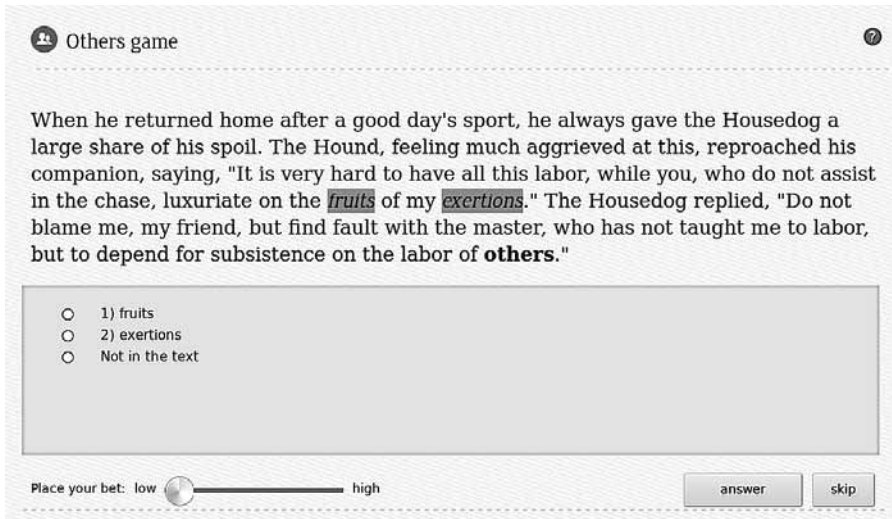 Others game
?
When he returned home after a good day's sport, he always gave the Housedog a
large share of his spoil. The Hound, feeling much aggrieved at this, reproached his
companion, saying, "It is very hard to have all this labor, while you, who do not assist
in the chase, luxuriate on the fruits of my exertions." The Housedog replied, "Do not
blame me, my friend, but find fault with the master, who has not taught me to labor,
but to depend for subsistence on the labor of others."
1) fruits
2) exertions
Not in the text
Place your bet: low high answer skip